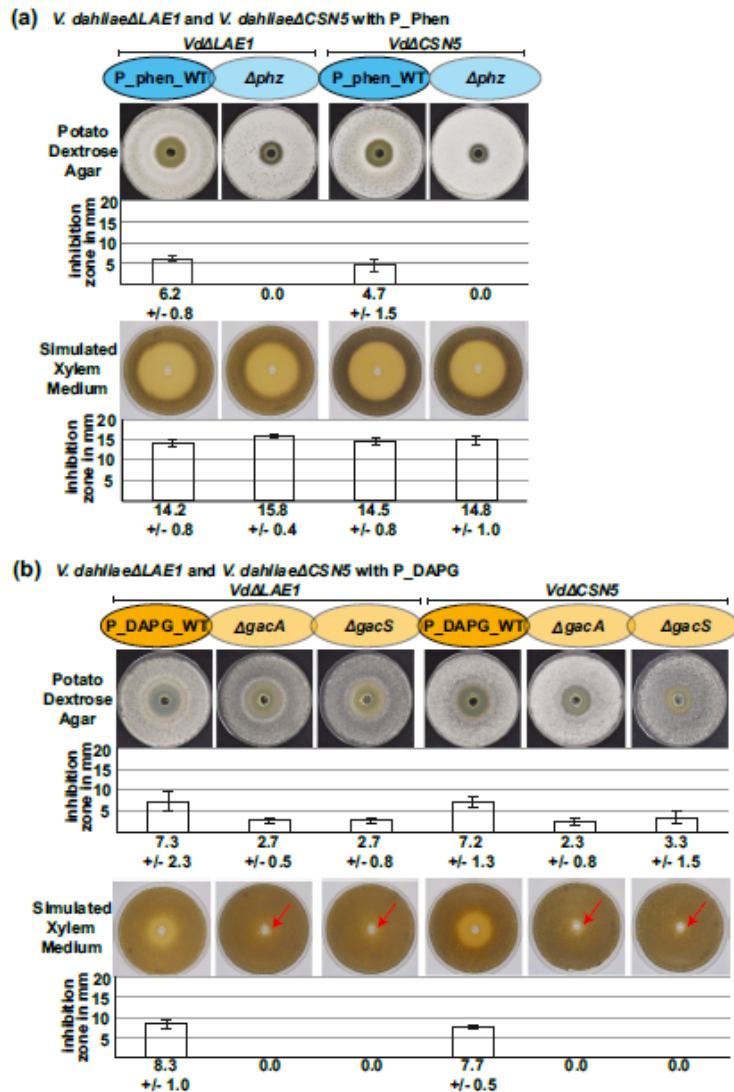 (a) V. dahliaeΔLAE1 and V. dahliaeΔCSN5 with P_Phen
VdΔLAE1 VdΔCSN5
P_phen_WT Δphz P_phen_WT Δphz
Potato
Dextrose
Agar
inhibition
zone in mm
20
15
10
5
6.2 0.0 4.7 0.0
+/- 0.8 +/- 1.5
Simulated
Xylem
Medium
inhibition
zone in mm
20
15
10
5
14.2 15.8 14.5 14.8
+/- 0.8 +/- 0.4 +/- 0.8 +/- 1.0
(b) V. dahliaeΔLAE1 and V. dahliaeΔCSN5 with P_DAPG
VdΔLAE1 VdΔCSN5
P_DAPG_WT ΔgacA ΔgacS P_DAPG_WT ΔgacA ΔgacS
Potato
Dextrose
Agar
inhibition
zone in mm
20
15
10
5
7.3 2.7 2.7 7.2 2.3 3.3
+/- 2.3 +/- 0.5 +/- 0.8 +/- 1.3 +/- 0.8 +/- 1.5
Simulated
Xylem
Medium
inhibition
zone in mm
20
15
10
5
8.3 0.0 0.0 7.7 0.0 0.0
+/- 1.0 +/- 0.5